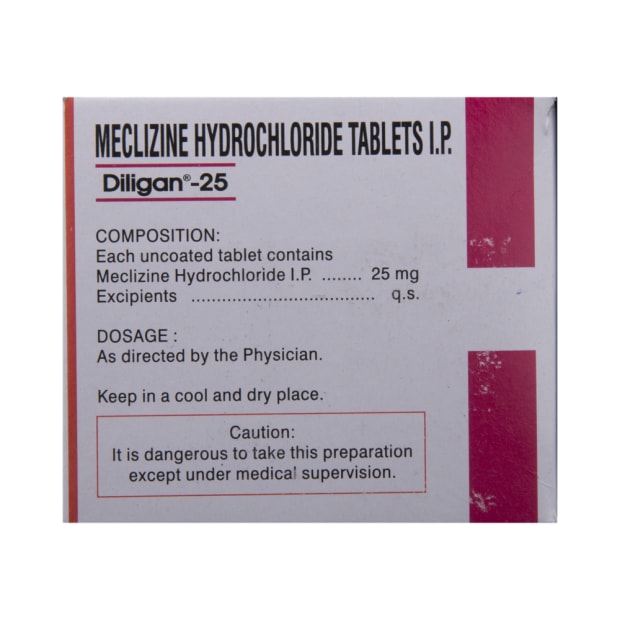 MECLIZINE HYDROCHLORIDE TABLETS I.P.
Diligan®-25
COMPOSITION:
Each uncoated tablet contains
Meclizine Hydrochloride I.P. ........ 25 mg
Excipients ................................... q.s.
DOSAGE :
As directed by the Physician.
Keep in a cool and dry place.
Caution:
It is dangerous to take this preparation
except under medical supervision.